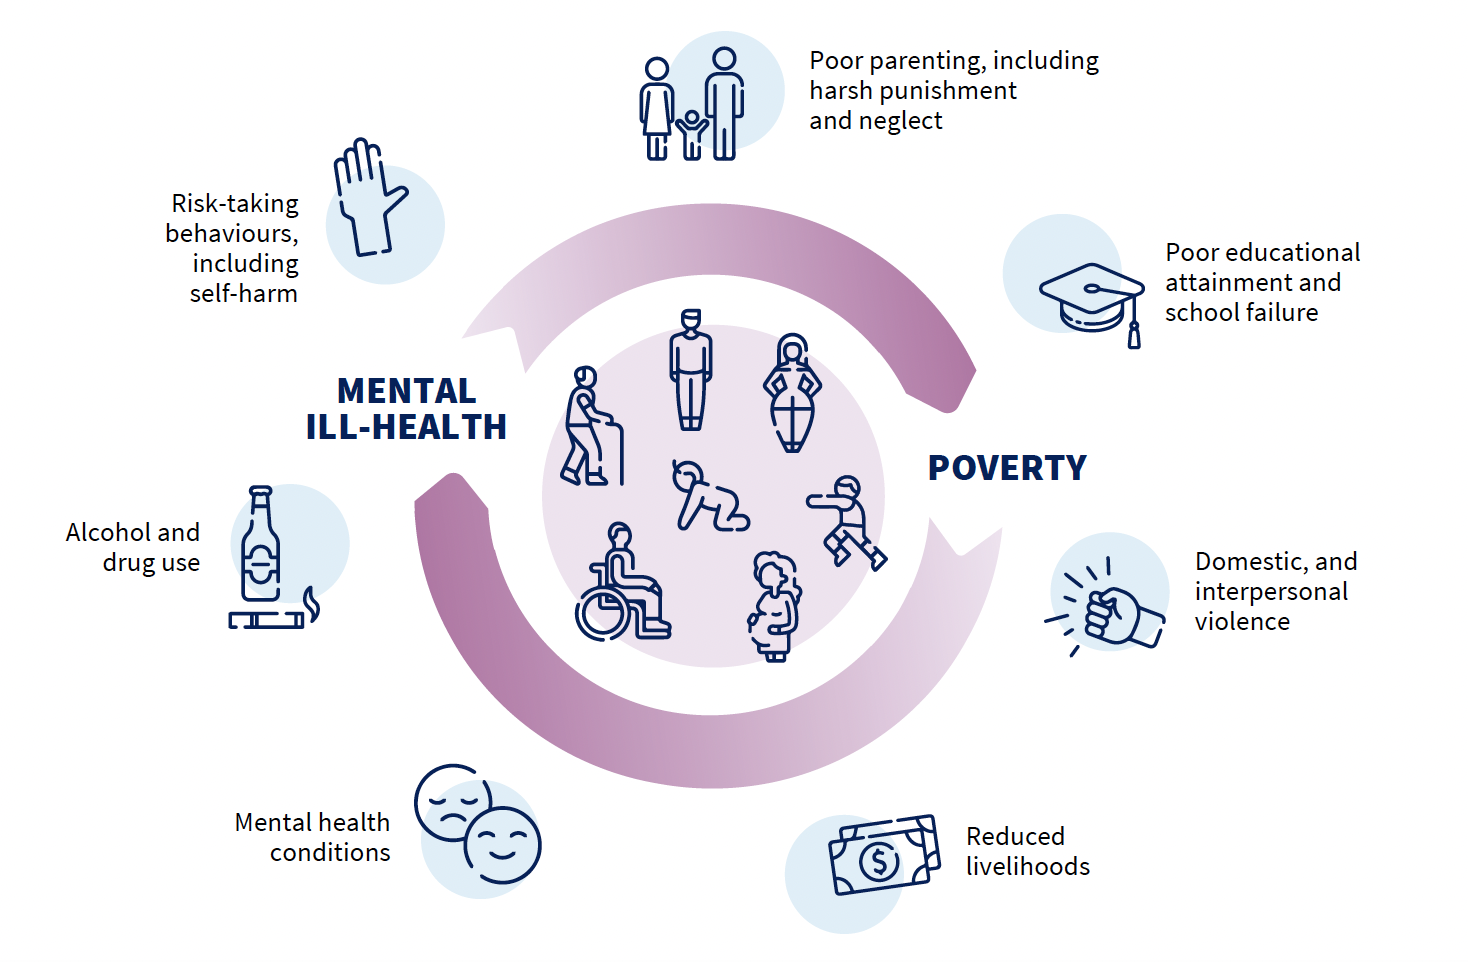 Poor parenting, including
harsh punishment
and neglect
Poor educational
attainment and
school failure
Domestic, and
interpersonal
violence
Reduced
livelihoods
Mental health
conditions
Alcohol and
drug use
Risk-taking
behaviours,
including
self-harm
MENTAL
ILL-HEALTH
POVERTY
$